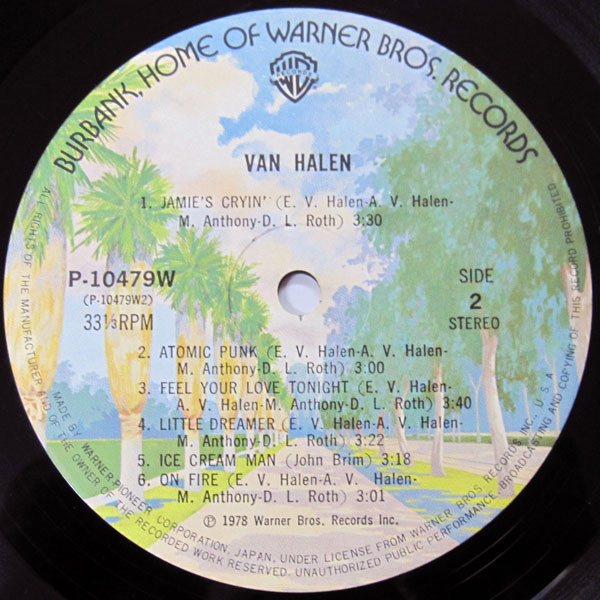 BURBANK, HOME OF WARNER BROS. RECORDS
VAN HALEN
1. JAMIE'S CRYIN' (E. V. Halen-A. V. Halen-
M. Anthony-D. L. Roth) 3:30
P-10479W
(P-10479W2)
33⅓RPM
SIDE
2
STEREO
2. ATOMIC PUNK (E. V. Halen-A. V. Halen-
M. Anthony-D. L. Roth) 3:00
3. FEEL YOUR LOVE TONIGHT (E. V. Halen-
A. V. Halen-M. Anthony-D. L. Roth) 3:40
4. LITTLE DREAMER (E. V. Halen-A. V. Halen-
M. Anthony-D. L. Roth) 3:22
5. ICE CREAM MAN (John Brim) 3:18
6. ON FIRE (E. V. Halen-A. V. Halen-
M. Anthony-D. L. Roth) 3:01
℗ 1978 Warner Bros. Records Inc.
MADE BY WARNER-PIONEER CORPORATION, JAPAN, UNDER LICENSE FROM WARNER BROS. RECORDS INC., U.S.A.
ALL RIGHTS OF THE MANUFACTURER AND OF THE OWNER OF THE RECORDED WORK RESERVED. UNAUTHORIZED PUBLIC PERFORMANCE, BROADCASTING AND COPYING OF THIS RECORD PROHIBITED